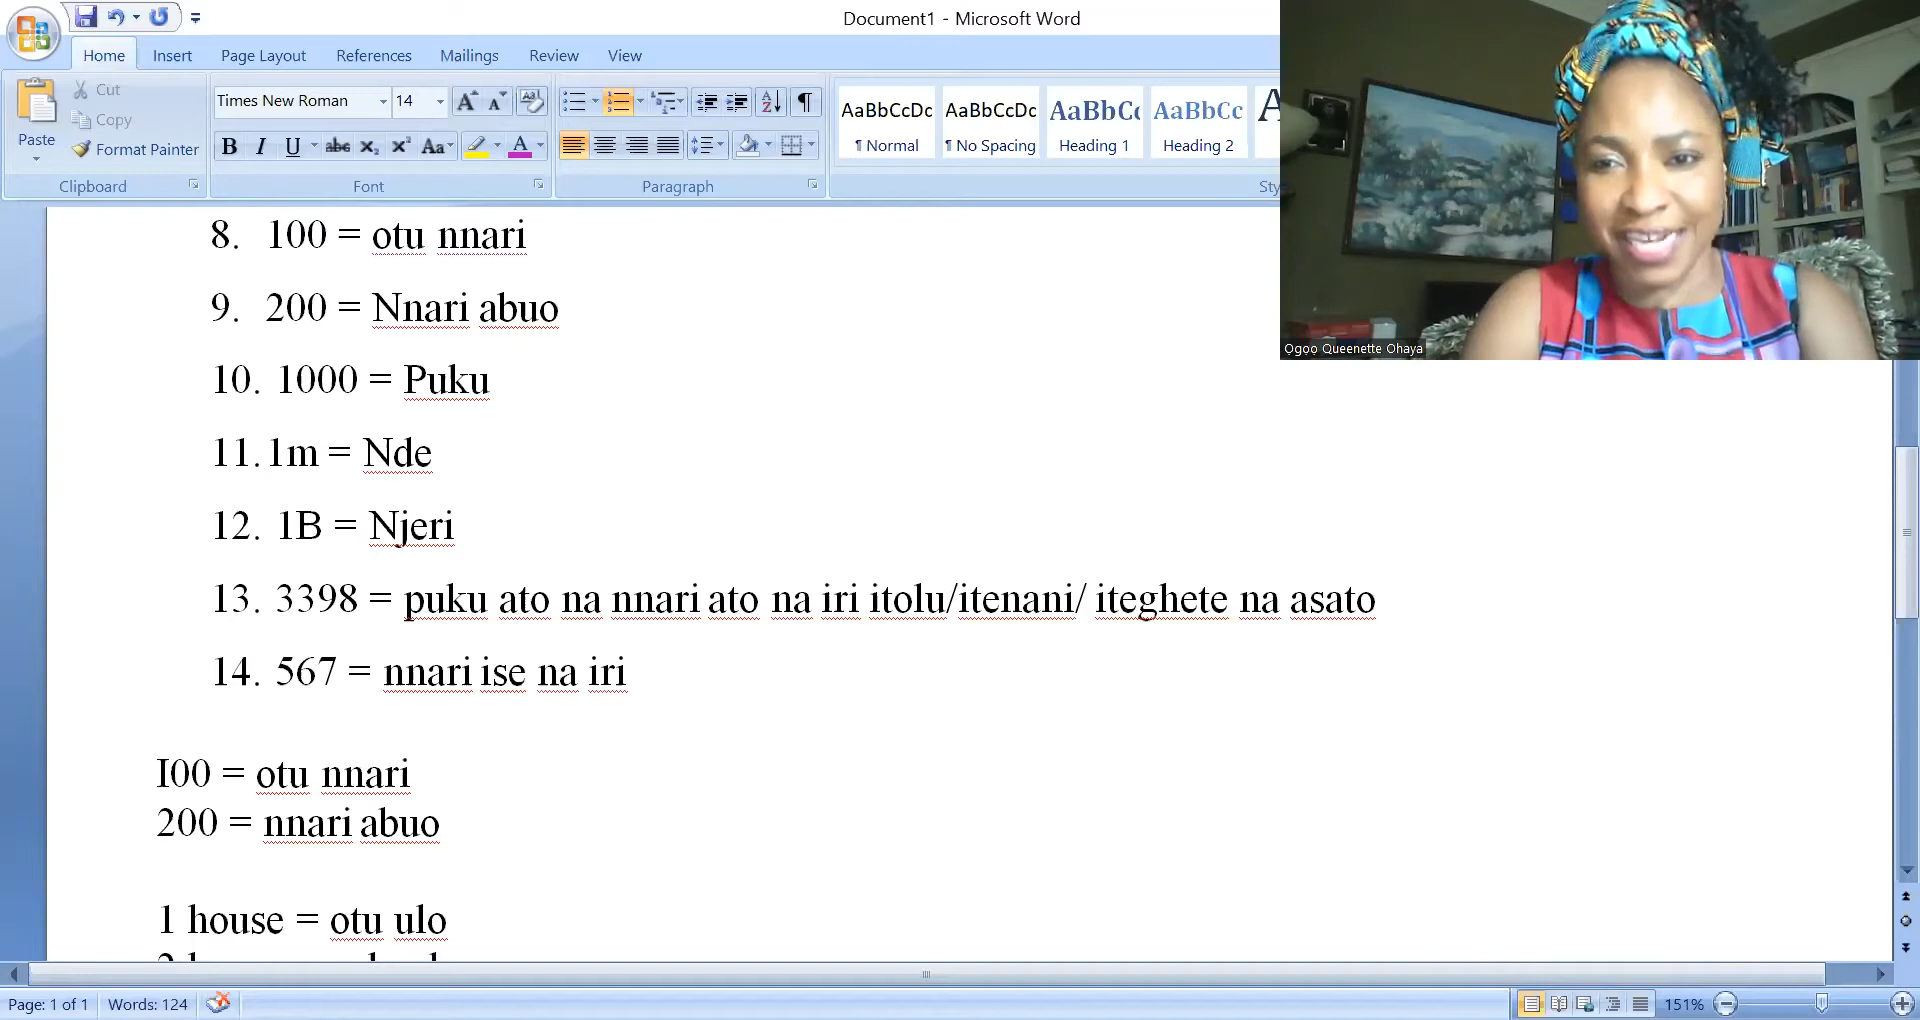 Document1 - Microsoft Word
Home Insert Page Layout References Mailings Review View
Paste
Cut
Copy
Format Painter
Clipboard
Times New Roman 14
Font
Paragraph
AaBbCcDc AaBbCcDc AaBbCc AaBbCc A
¶ Normal ¶ No Spacing Heading 1 Heading 2
Sty
8. 100 = otu nnari
9. 200 = Nnari abuo
10. 1000 = Puku
11. 1m = Nde
12. 1B = Njeri
13. 3398 = puku ato na nnari ato na iri itolu/itenani/ iteghete na asato
14. 567 = nnari ise na iri
I00 = otu nnari
200 = nnari abuo
1 house = otu ulo
Ogoo Queenette Ohaya
Page: 1 of 1 Words: 124 151%